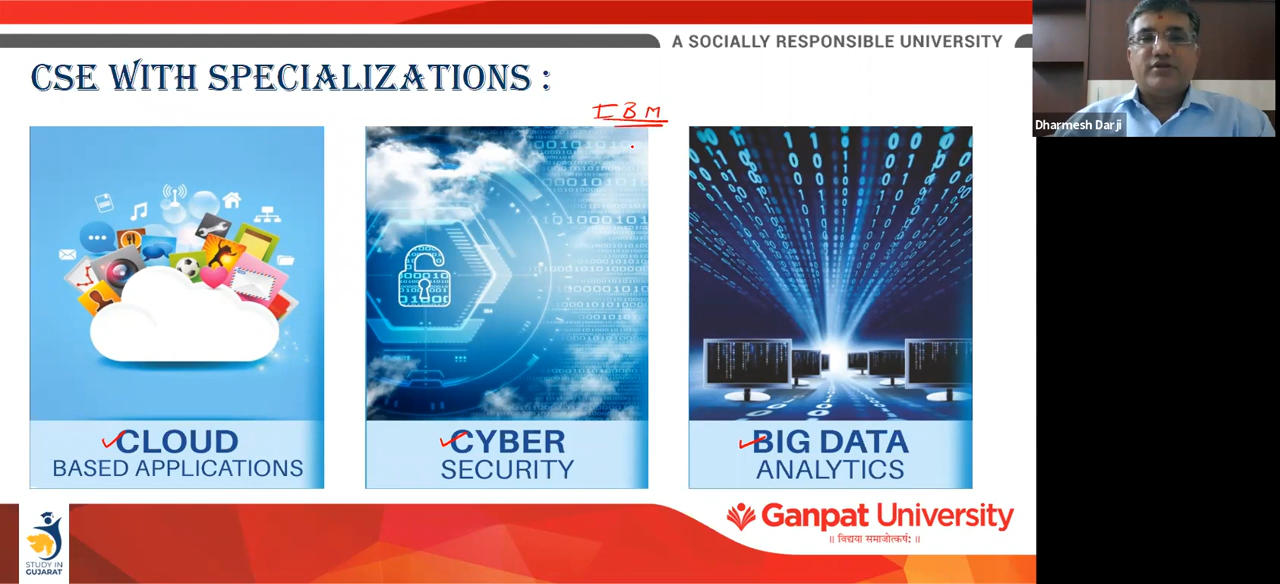 A SOCIALLY RESPONSIBLE UNIVERSITY
CSE WITH SPECIALIZATIONS :
IBM
Dharmesh Darji
CLOUD
BASED APPLICATIONS
CYBER
SECURITY
BIG DATA
ANALYTICS
Ganpat University
॥ विद्यया समाजोत्कर्षः ॥
STUDY IN
GUJARAT